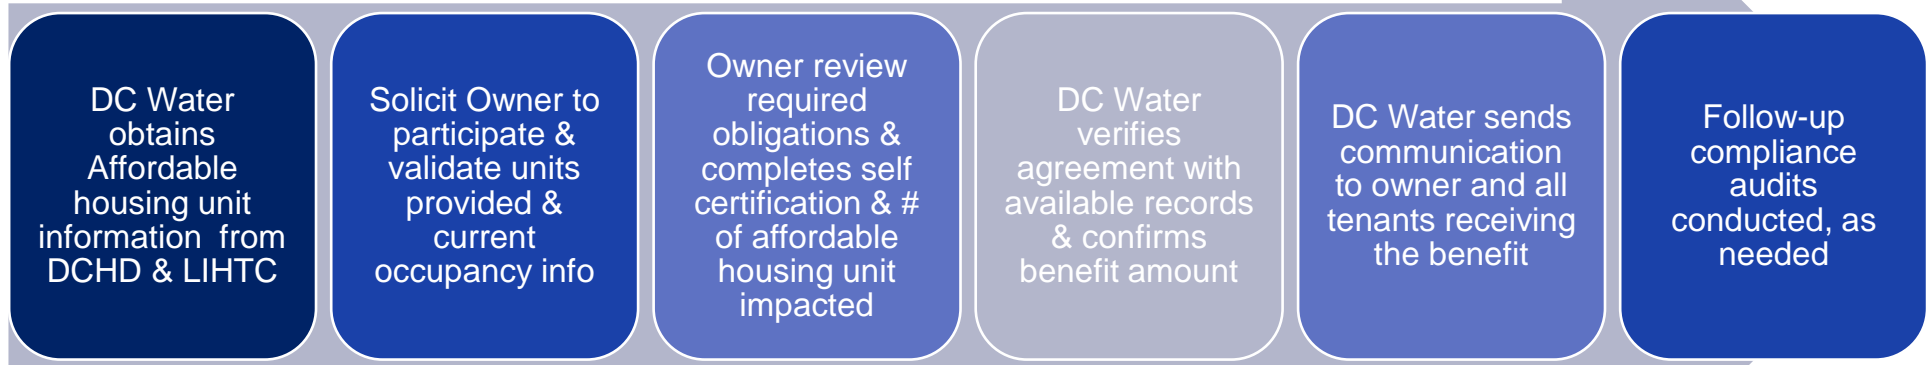 DC Water
obtains
Affordable
housing unit
information from
DCHD & LIHTC
Solicit Owner to
participate &
validate units
provided &
current
occupancy info
Owner review
required
obligations &
completes self
certification & #
of affordable
housing unit
impacted
DC Water
verifies
agreement with
available records
& confirms
benefit amount
DC Water sends
communication
to owner and all
tenants receiving
the benefit
Follow-up
compliance
audits
conducted, as
needed